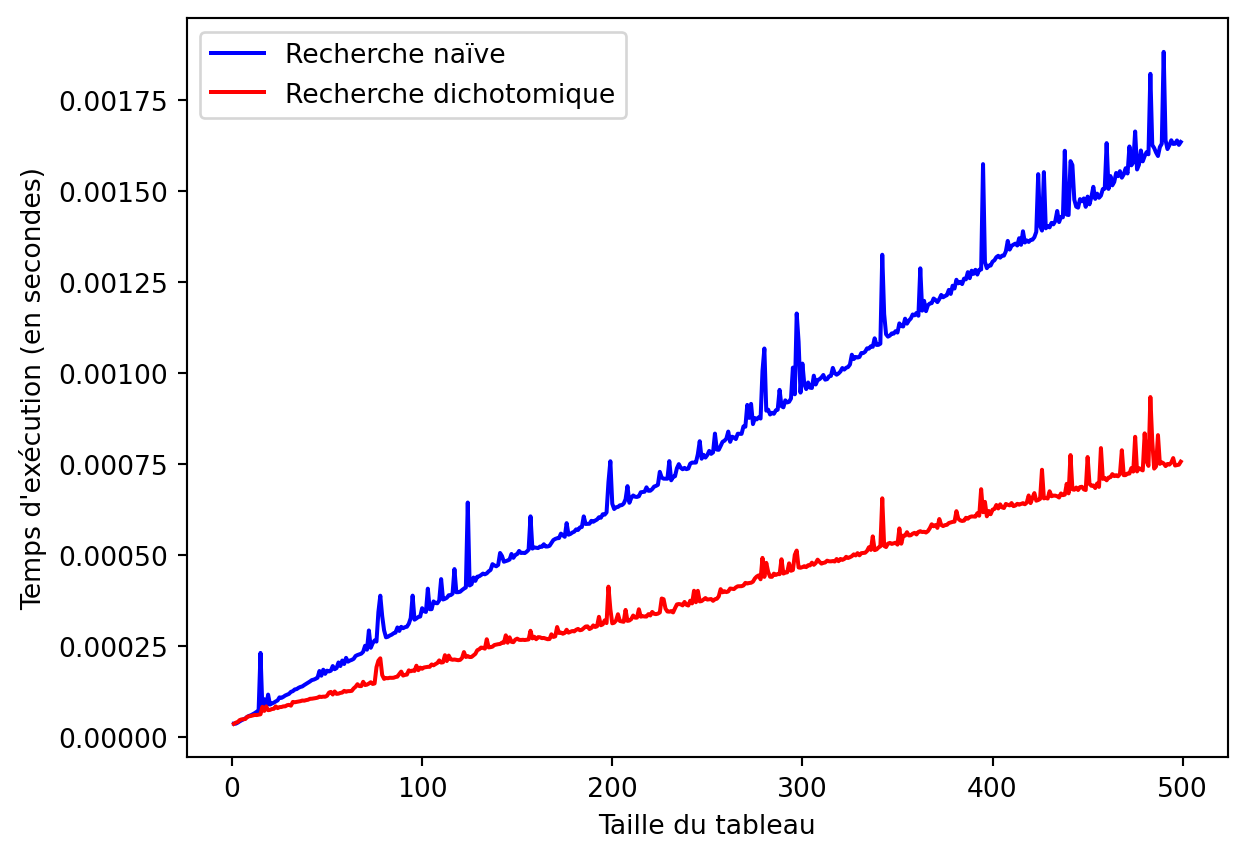 Recherche naïve
Recherche dichotomique
0.00175
0.00150
0.00125
0.00100
0.00075
0.00050
0.00025
0.00000
Temps d'exécution (en secondes)
0 100 200 300 400 500
Taille du tableau